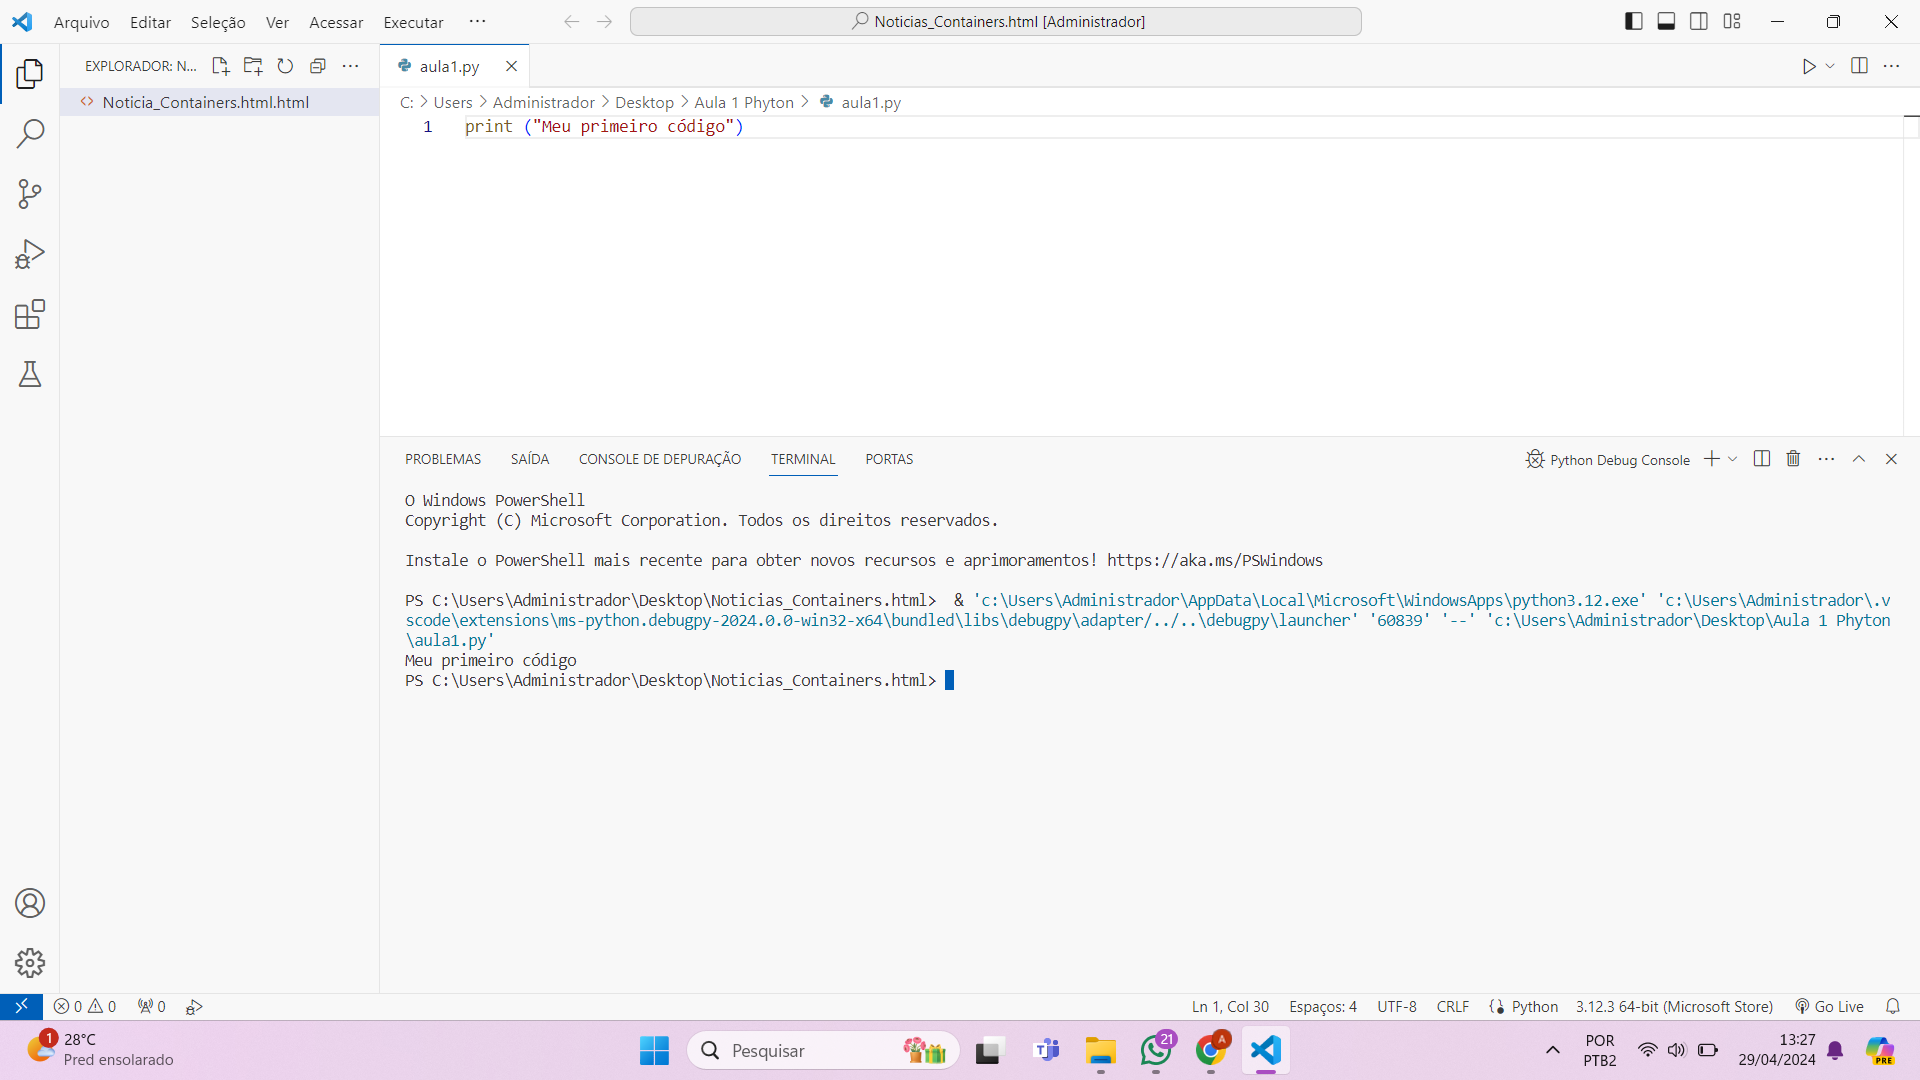 Arquivo Editar Seleção Ver Acessar Executar ···
Noticias_Containers.html [Administrador]
EXPLORADOR: N... ···
aula1.py
Noticia_Containers.html.html
C: > Users > Administrador > Desktop > Aula 1 Phyton > aula1.py
1 print ("Meu primeiro código")
PROBLEMAS SAÍDA CONSOLE DE DEPURAÇÃO TERMINAL PORTAS
Python Debug Console
O Windows PowerShell
Copyright (C) Microsoft Corporation. Todos os direitos reservados.
Instale o PowerShell mais recente para obter novos recursos e aprimoramentos! https://aka.ms/PSWindows
PS C:\Users\Administrador\Desktop\Noticias_Containers.html>  & 'c:\Users\Administrador\AppData\Local\Microsoft\WindowsApps\python3.12.exe' 'c:\Users\Administrador\.v
scode\extensions\ms-python.debugpy-2024.0.0-win32-x64\bundled\libs\debugpy\adapter/../..\debugpy\launcher' '60839' '--' 'c:\Users\Administrador\Desktop\Aula 1 Phyton
\aula1.py'
Meu primeiro código
PS C:\Users\Administrador\Desktop\Noticias_Containers.html>
0 0 0
Ln 1, Col 30 Espaços: 4 UTF-8 CRLF Python 3.12.3 64-bit (Microsoft Store) Go Live
1
28°C
Pred ensolarado
Pesquisar
21
A
POR
PTB2
13:27
29/04/2024
PRE